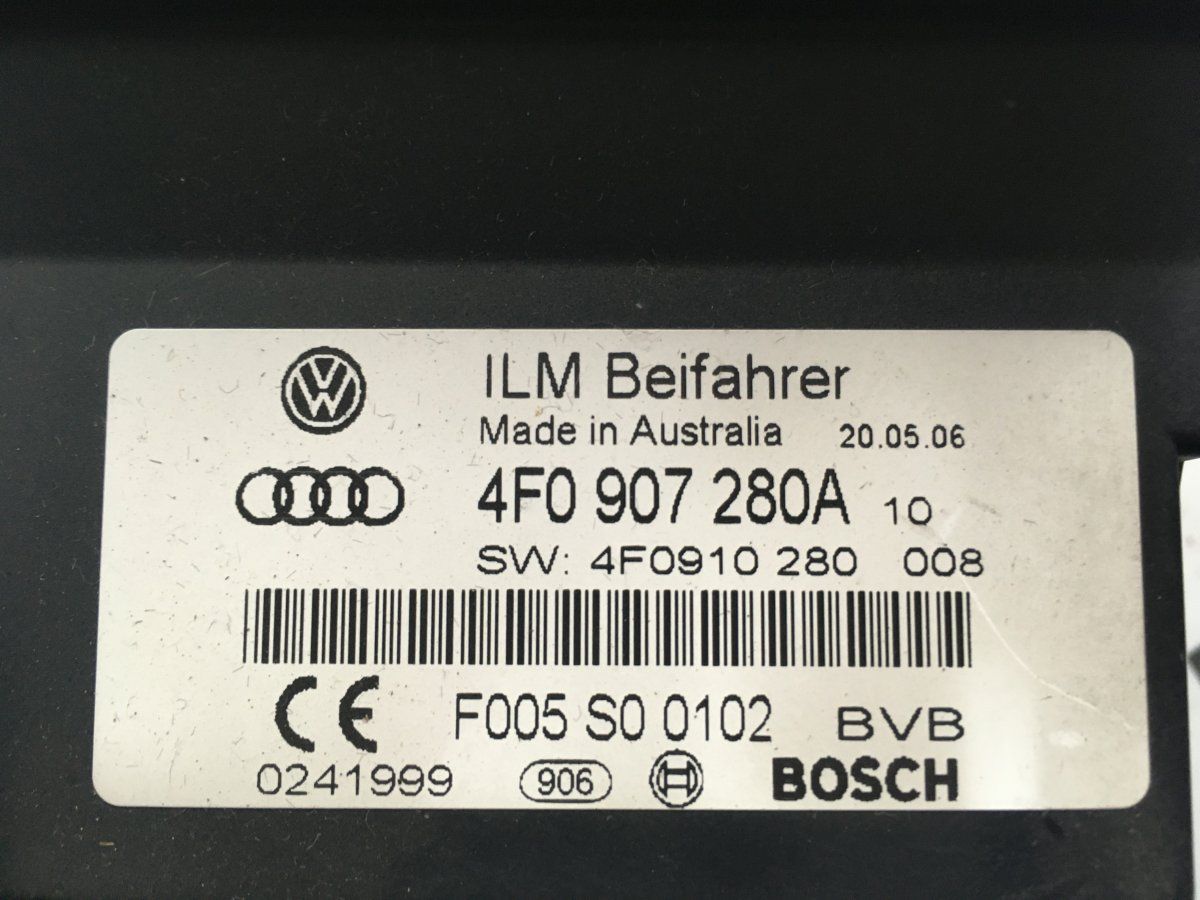 ILM Beifahrer
Made in Australia 20.05.06
4F0 907 280A 10
SW: 4F0910 280 008
CE F005 S0 0102 BVB
0241999 906 BOSCH